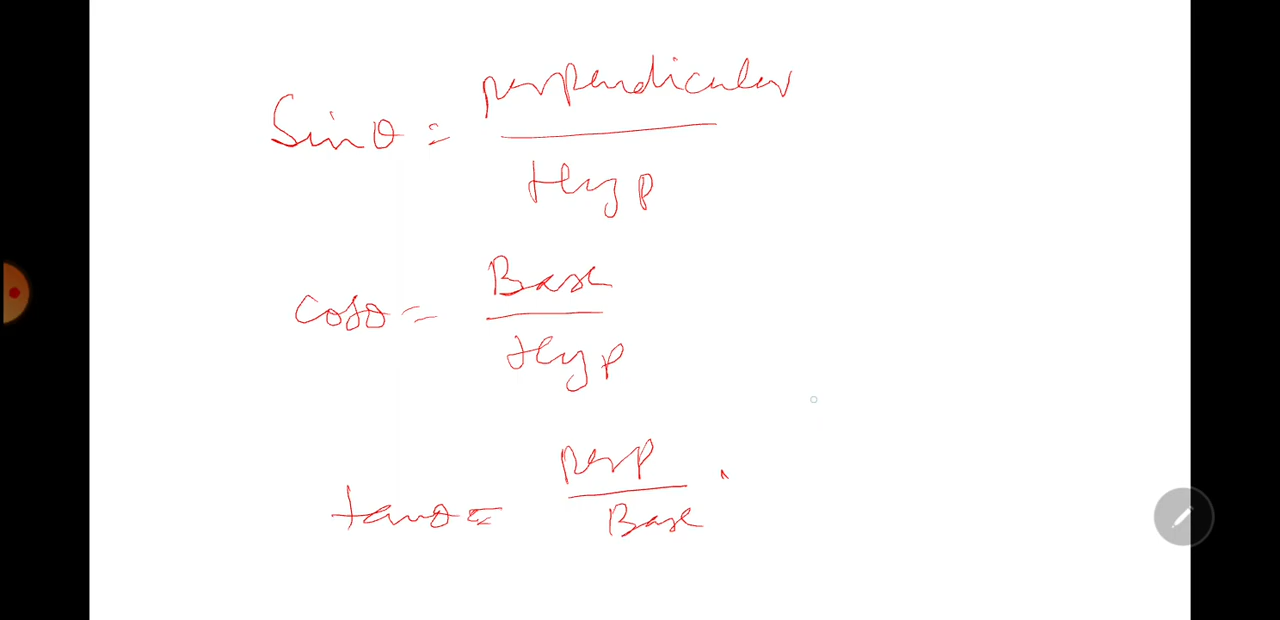 Sinθ = perpendicular / Hyp
cosθ = Base / Hyp
tanθ = perp / Base